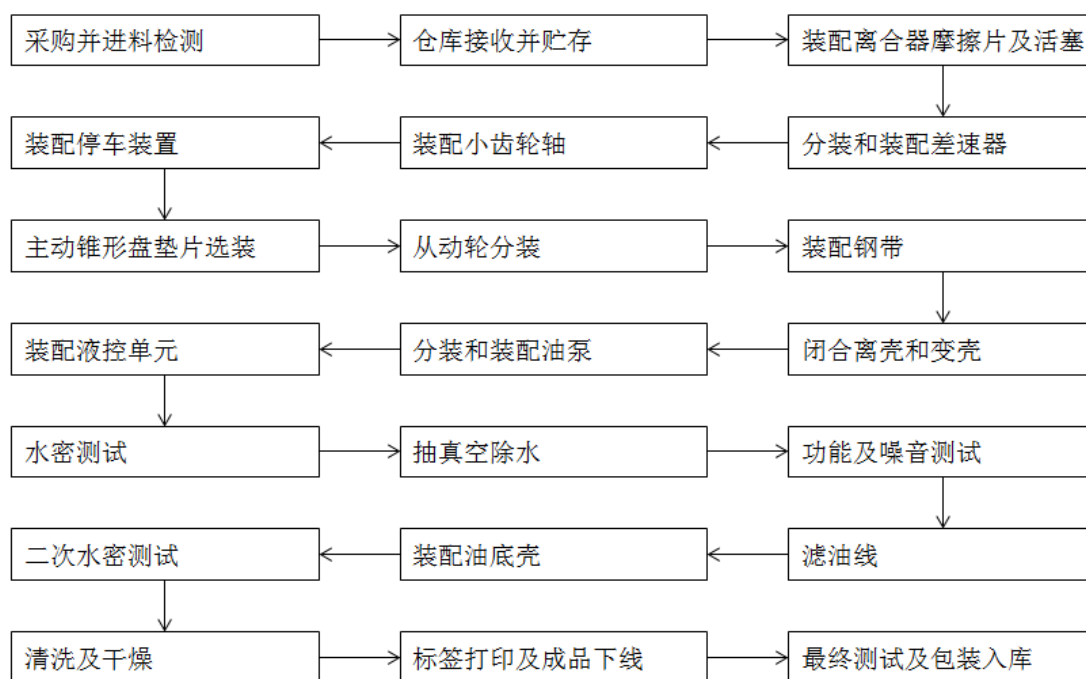 采购并进料检测
仓库接收并贮存
装配离合器摩擦片及活塞
分装和装配差速器
装配小齿轮轴
装配停车装置
主动锥形盘垫片选装
从动轮分装
装配钢带
闭合离壳和变壳
分装和装配油泵
装配液控单元
水密测试
抽真空除水
功能及噪音测试
滤油线
装配油底壳
二次水密测试
清洗及干燥
标签打印及成品下线
最终测试及包装入库